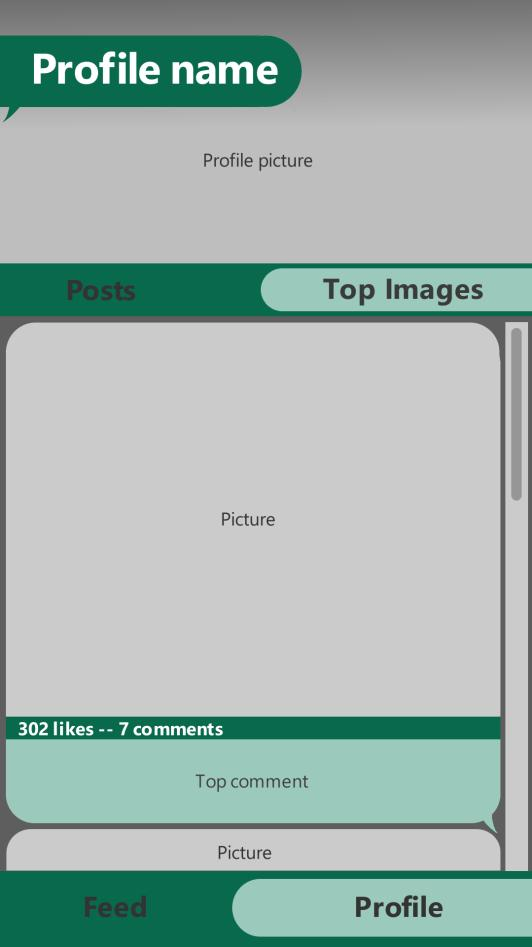 Profile name
Profile picture
Posts
Top Images
Picture
302 likes -- 7 comments
Top comment
Picture
Feed
Profile